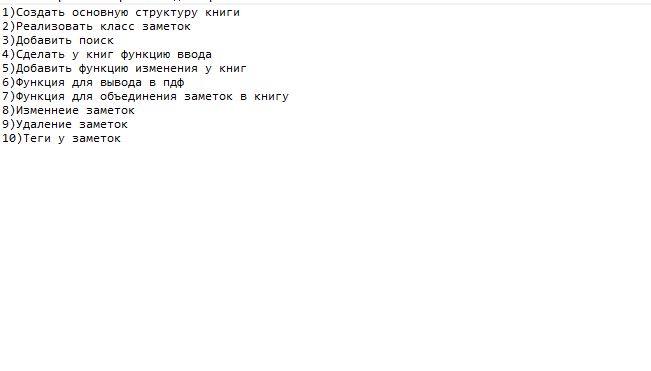 1)Создать основную структуру книги
2)Реализовать класс заметок
3)Добавить поиск
4)Сделать у книг функцию ввода
5)Добавить функцию изменения у книг
6)Функция для вывода в пдф
7)Функция для объединения заметок в книгу
8)Изменнеие заметок
9)Удаление заметок
10)Теги у заметок